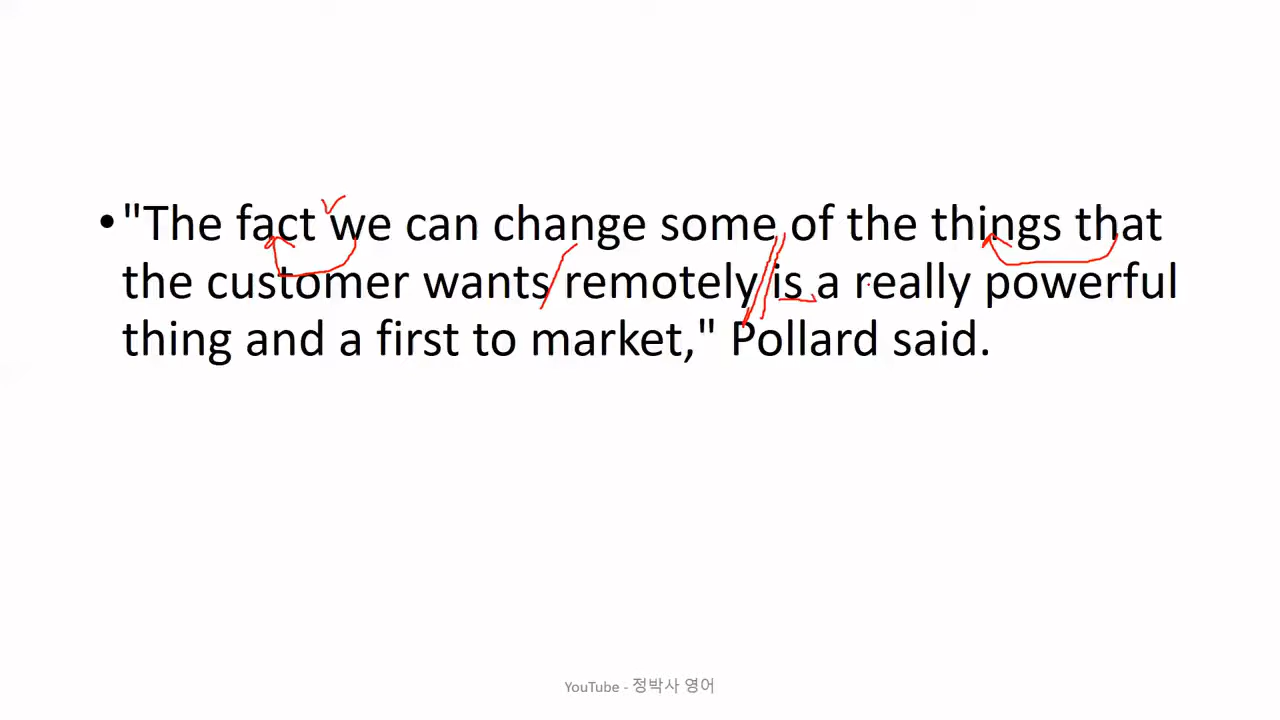 •"The fact we can change some of the things that
the customer wants remotely is a really powerful
thing and a first to market," Pollard said.
YouTube - 정박사 영어